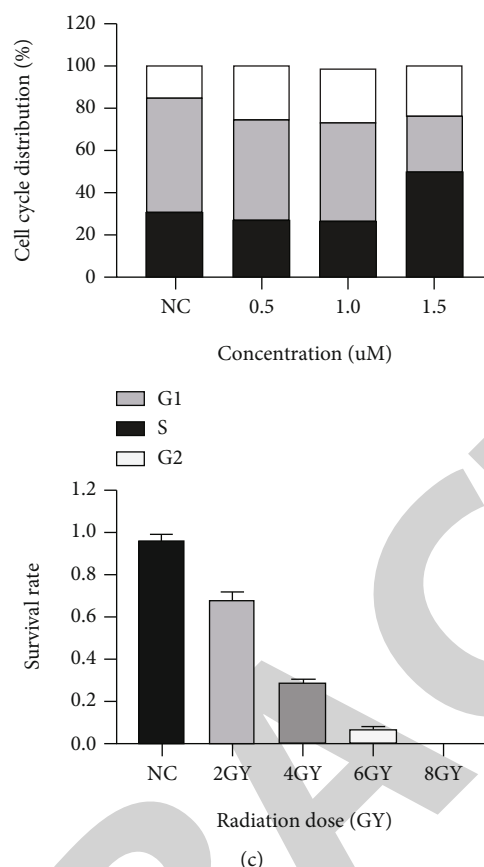 Cell cycle distribution (%)
120
100
80
60
40
20
0
NC 0.5 1.0 1.5
Concentration (uM)
G1
S
G2
Survival rate
1.2
1.0
0.8
0.6
0.4
0.2
0.0
NC 2GY 4GY 6GY 8GY
Radiation dose (GY)
(c)